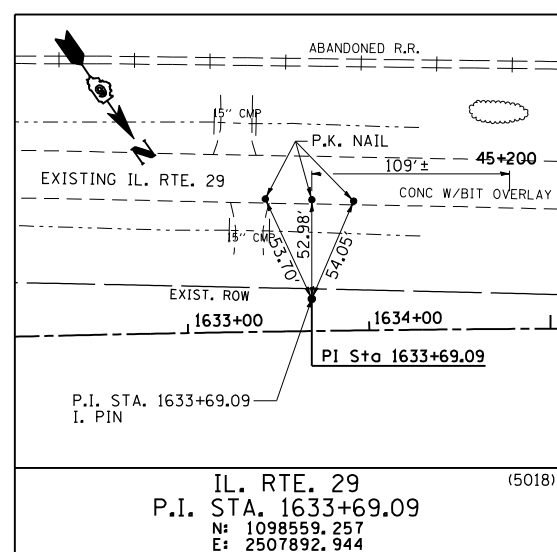 ABANDONED R.R.
15" CMP
P.K. NAIL
N
109' ±
45+200
EXISTING IL. RTE. 29
CONC W/BIT OVERLAY
15" CMP
53.70'
52.98'
54.05'
EXIST. ROW
1633+00
1634+00
PI Sta 1633+69.09
P.I. STA. 1633+69.09
I. PIN
IL. RTE. 29
(5018)
P.I. STA. 1633+69.09
N: 1098559.257
E: 2507892.944